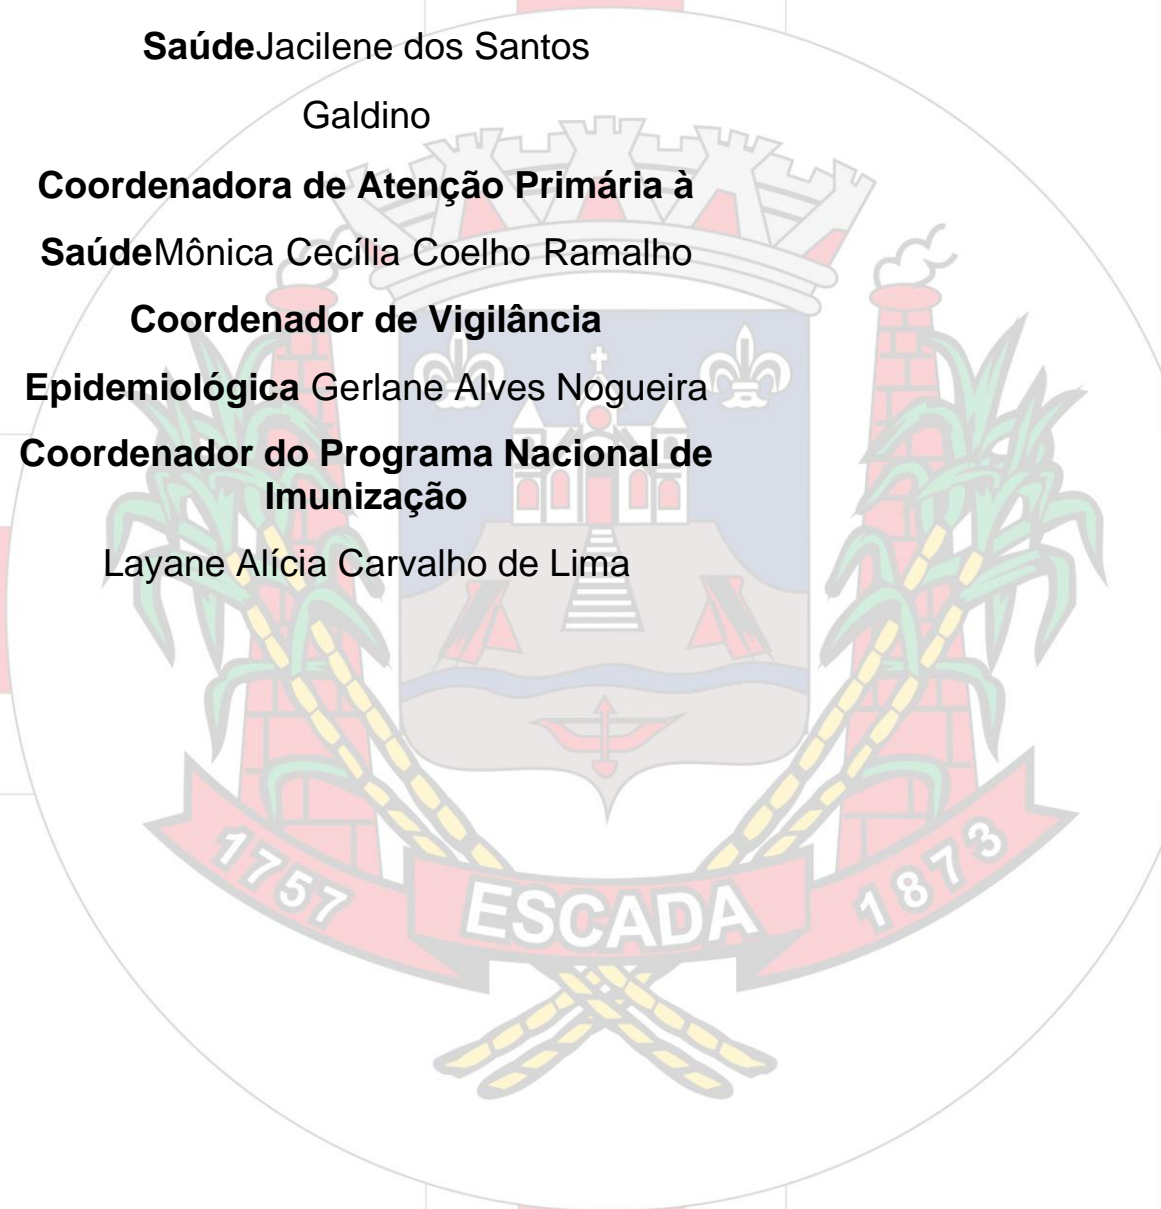 SaúdeJacilene dos Santos
Galdino
Coordenadora de Atenção Primária à
SaúdeMônica Cecília Coelho Ramalho
Coordenador de Vigilância
Epidemiológica Gerlane Alves Nogueira
Coordenador do Programa Nacional de
Imunização
Layane Alícia Carvalho de Lima
1757
ESCADA
1873